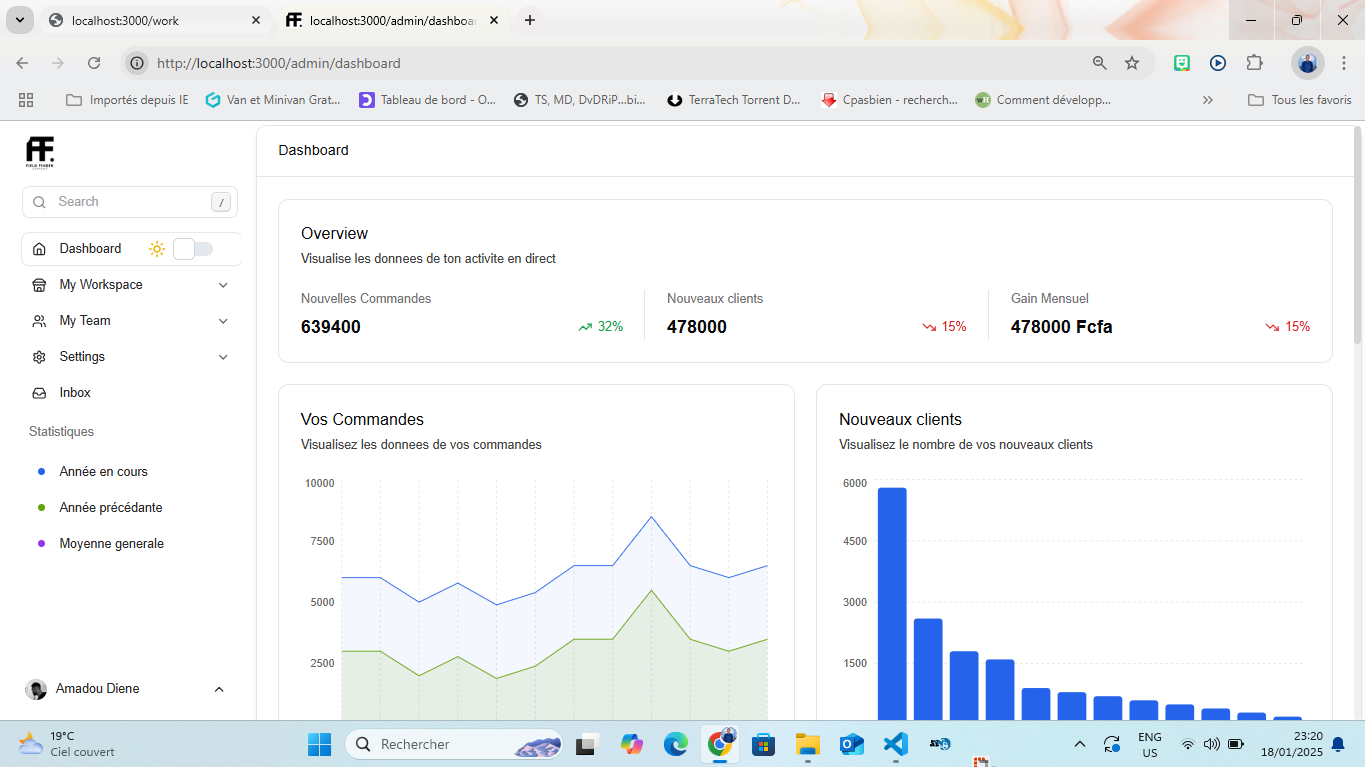 localhost:3000/work
localhost:3000/admin/dashboa
http://localhost:3000/admin/dashboard
Importés depuis IE
Van et Minivan Grat...
Tableau de bord - O...
TS, MD, DvDRiP...bi...
TerraTech Torrent D...
Cpasbien - recherch...
Comment développ...
Tous les favoris
FF.
Search
/
Dashboard
My Workspace
My Team
Settings
Inbox
Statistiques
Année en cours
Année précédante
Moyenne generale
Amadou Diene
Dashboard
Overview
Visualise les donnees de ton activite en direct
Nouvelles Commandes
639400
32%
Nouveaux clients
478000
15%
Gain Mensuel
478000 Fcfa
15%
Vos Commandes
Visualisez les donnees de vos commandes
10000
7500
5000
2500
Nouveaux clients
Visualisez le nombre de vos nouveaux clients
6000
4500
3000
1500
19°C
Ciel couvert
Rechercher
ENG
US
23:20
18/01/2025